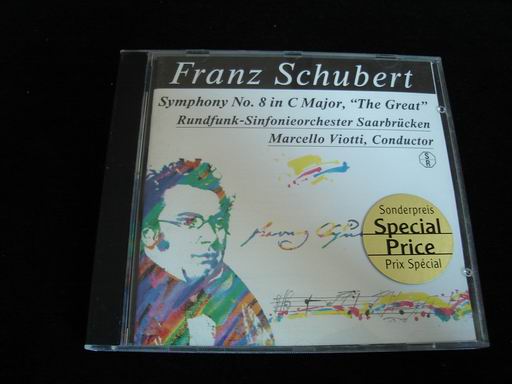 Franz Schubert
Symphony No. 8 in C Major, "The Great"
Rundfunk-Sinfonieorchester Saarbrücken
Marcello Viotti, Conductor
S
R
Sonderpreis
Special
Price
Prix Spécial